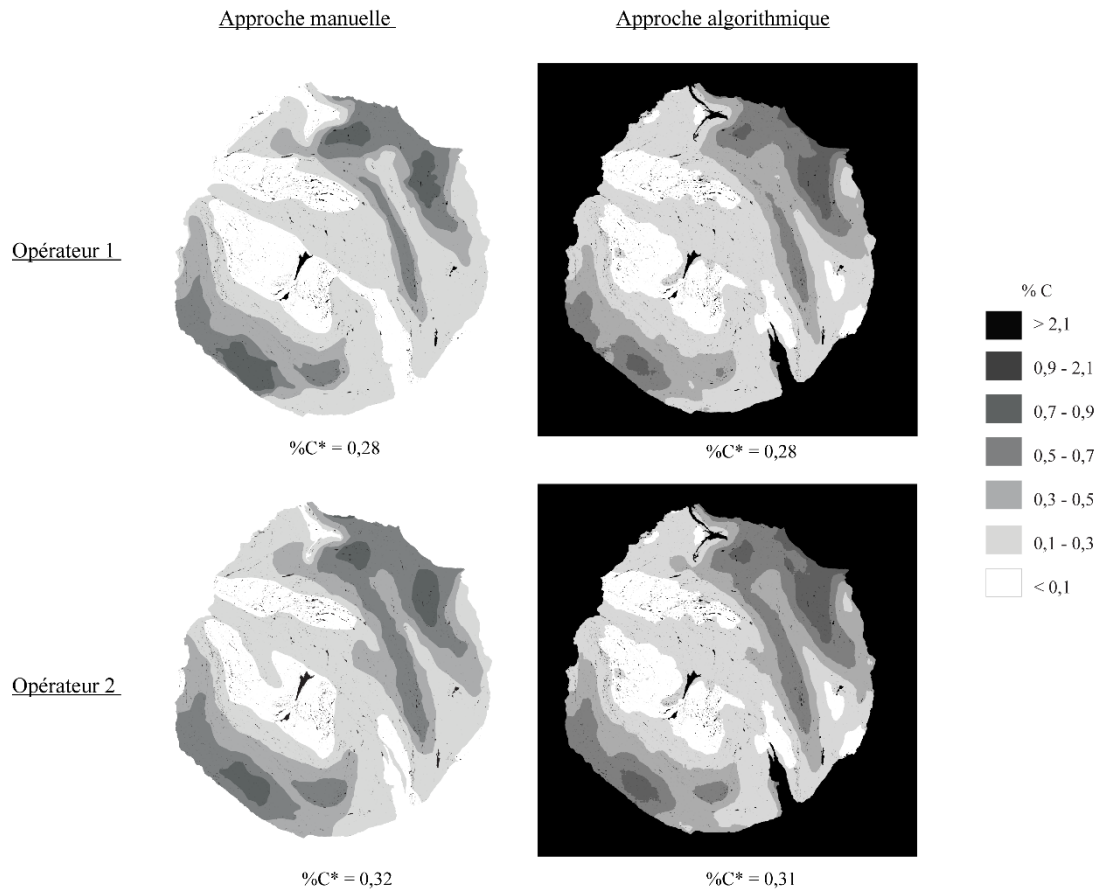 Approche manuelle
Approche algorithmique
Opérateur 1
%C* = 0,28
%C* = 0,28
Opérateur 2
%C* = 0,32
%C* = 0,31
% C
> 2,1
0,9 - 2,1
0,7 - 0,9
0,5 - 0,7
0,3 - 0,5
0,1 - 0,3
< 0,1